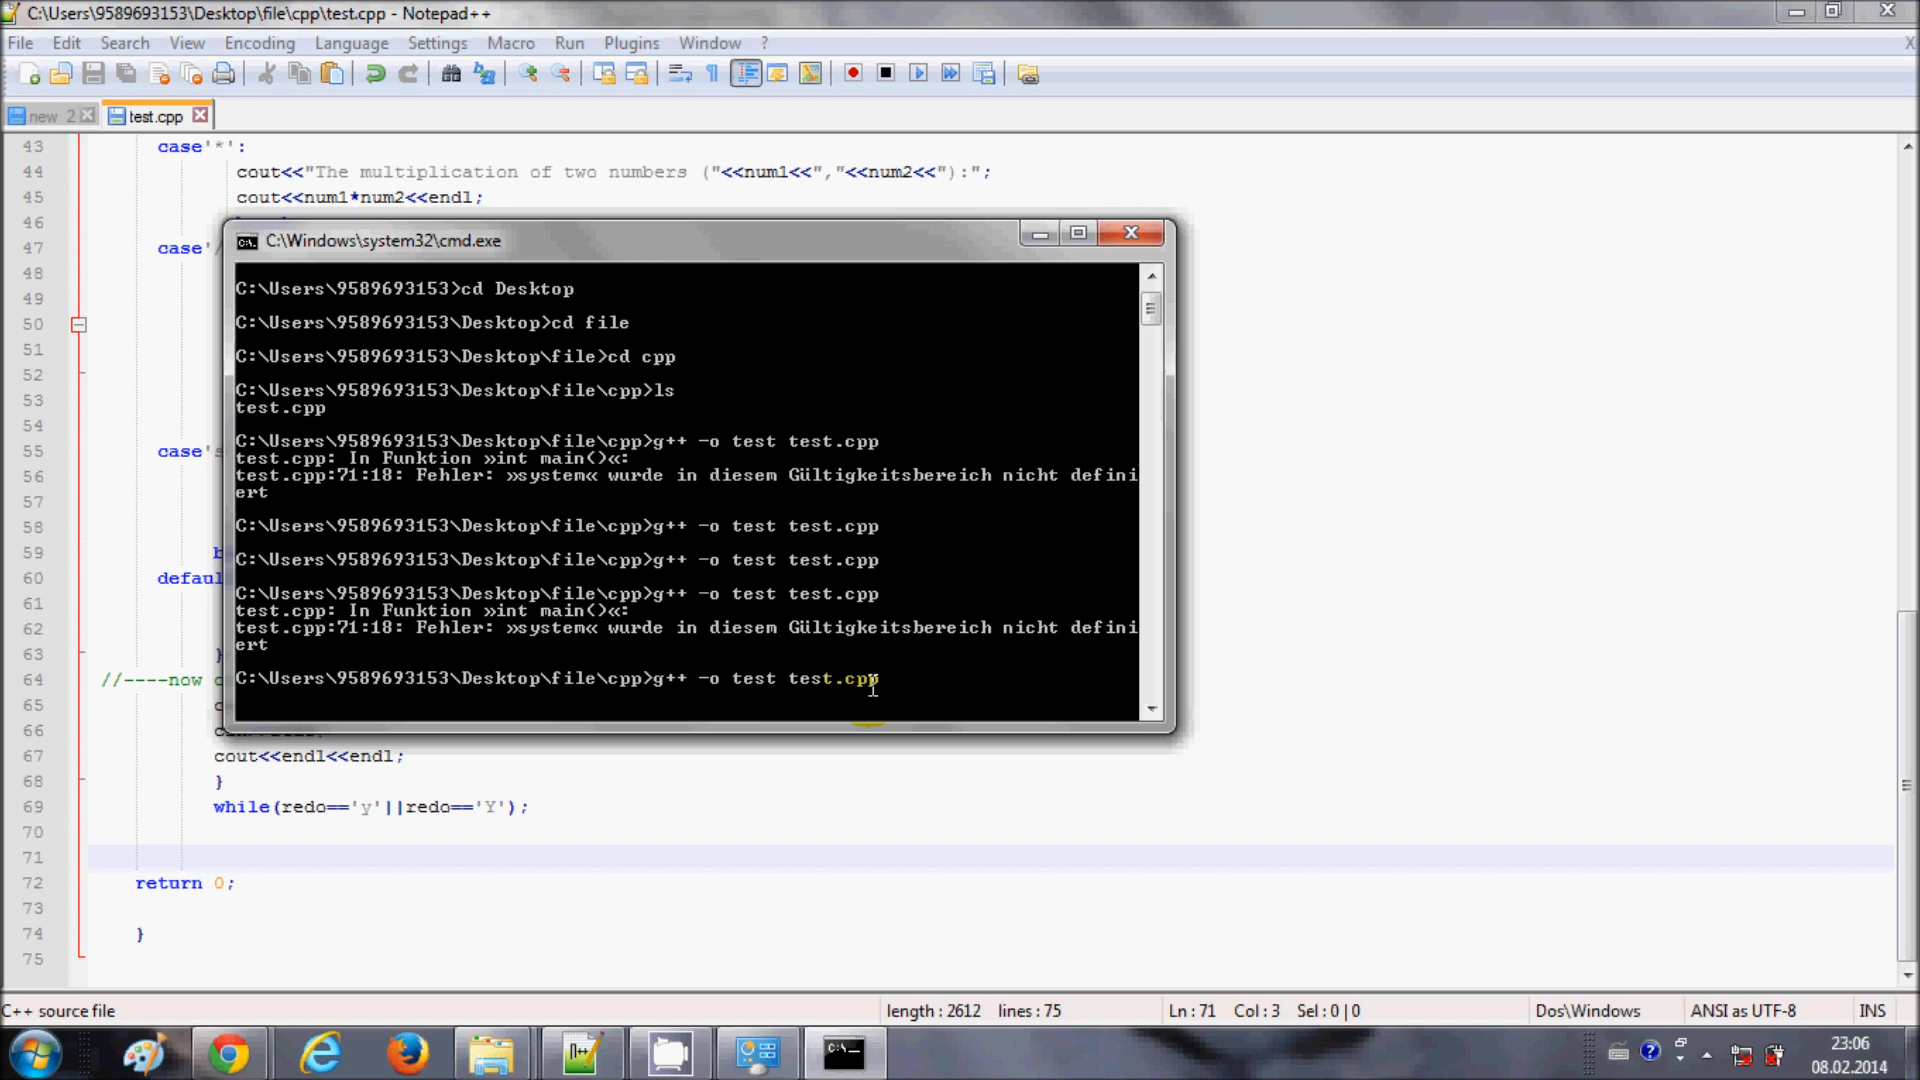 C:\Users\9589693153\Desktop\file\cpp\test.cpp - Notepad++
File Edit Search View Encoding Language Settings Macro Run Plugins Window ? X
new 2 test.cpp
43 case'*':
44 cout<<"The multiplication of two numbers ("<<num1<<","<<num2<<"):";
45 cout<<num1*num2<<endl;
46
47 case'/
48
49
50
51
52
53
54
55 case's
56
57
58
59 b
60 defaul
61
62
63 }
64 //----now
65 c
66
67 cout<<endl<<endl;
68 }
69 while(redo=='y'||redo=='Y');
70
71
72 return 0;
73
74 }
75
C:\Windows\system32\cmd.exe
C:\Users\9589693153>cd Desktop
C:\Users\9589693153\Desktop>cd file
C:\Users\9589693153\Desktop\file>cd cpp
C:\Users\9589693153\Desktop\file\cpp>ls
test.cpp
C:\Users\9589693153\Desktop\file\cpp>g++ -o test test.cpp
test.cpp: In Funktion »int main()«:
test.cpp:71:18: Fehler: »system« wurde in diesem Gültigkeitsbereich nicht defini
ert
C:\Users\9589693153\Desktop\file\cpp>g++ -o test test.cpp
C:\Users\9589693153\Desktop\file\cpp>g++ -o test test.cpp
C:\Users\9589693153\Desktop\file\cpp>g++ -o test test.cpp
test.cpp: In Funktion »int main()«:
test.cpp:71:18: Fehler: »system« wurde in diesem Gültigkeitsbereich nicht defini
ert
C:\Users\9589693153\Desktop\file\cpp>g++ -o test test.cpp
C++ source file length : 2612 lines : 75 Ln : 71 Col : 3 Sel : 0 | 0 Dos\Windows ANSI as UTF-8 INS
23:06
08.02.2014